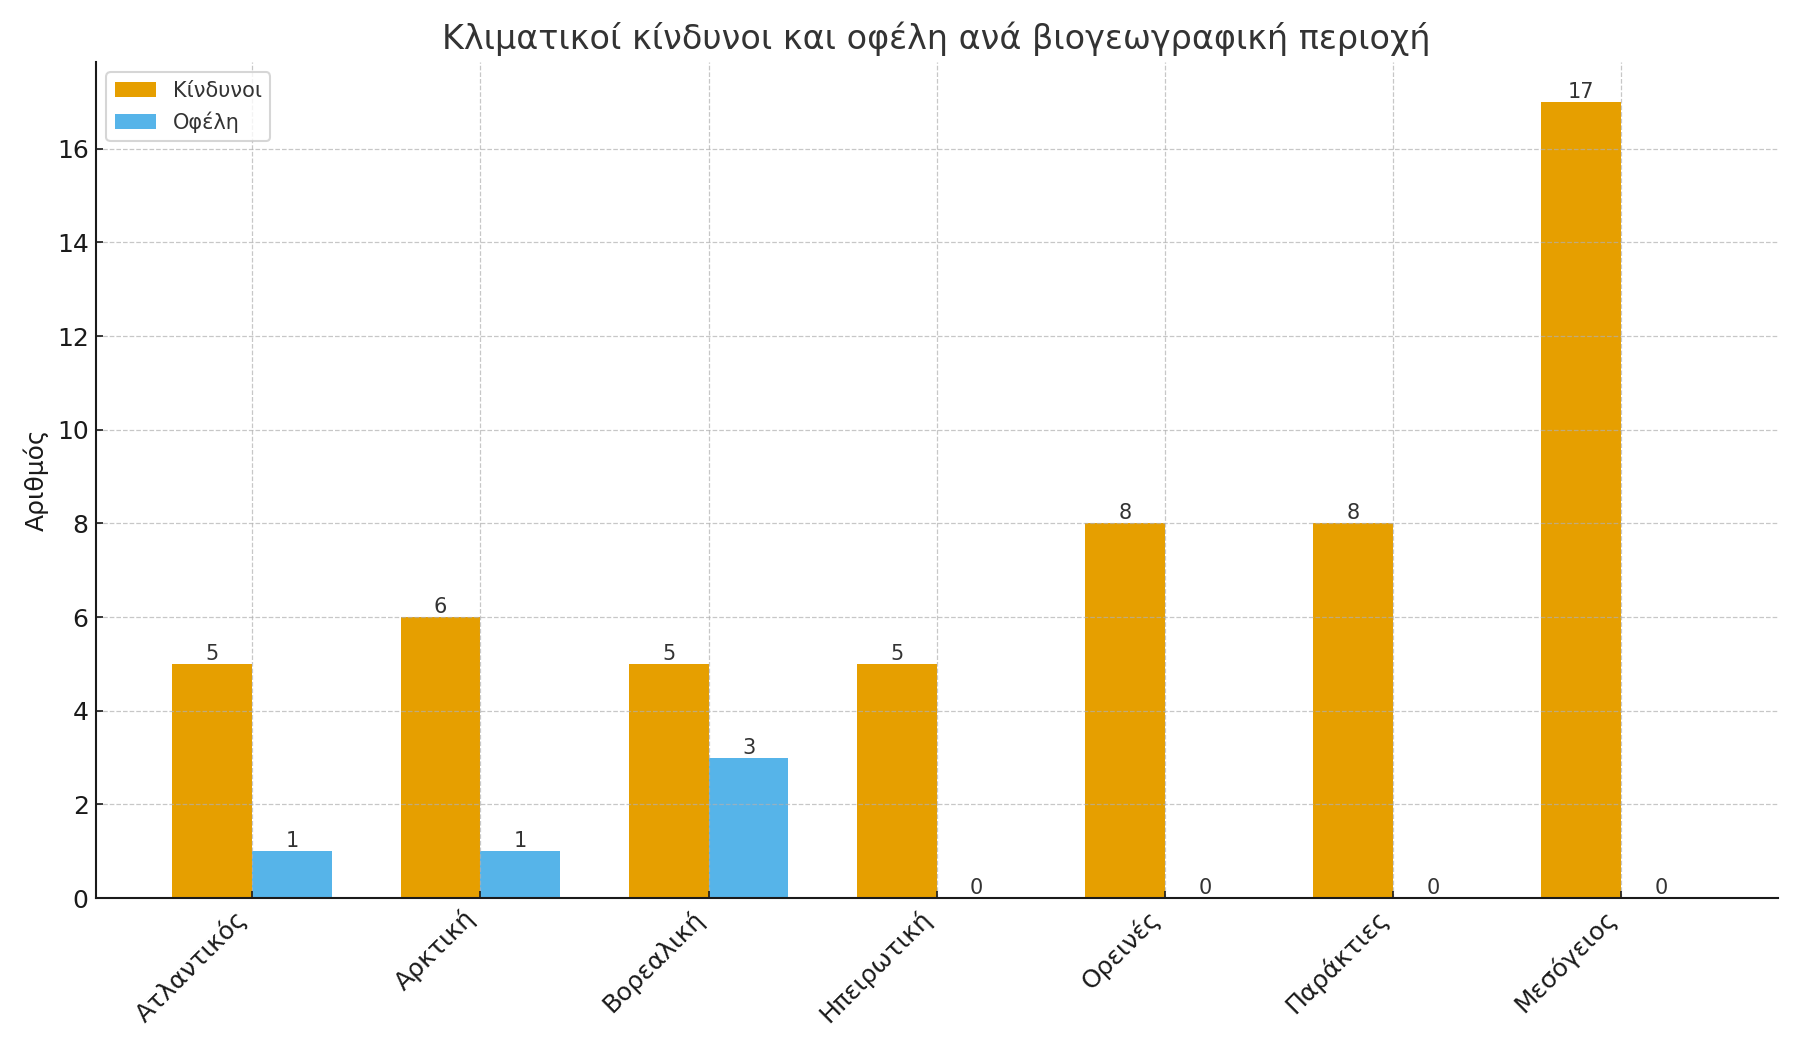 Κλιματικοί κίνδυνοι και οφέλη ανά βιογεωγραφική περιοχή
Κίνδυνοι
Οφέλη
Αριθμός
16
14
12
10
8
6
4
2
0
5
1
6
1
5
3
5
0
8
0
8
0
17
0
Ατλαντικός
Αρκτική
Βορεαλική
Ηπειρωτική
Ορεινές
Παράκτιες
Μεσόγειος